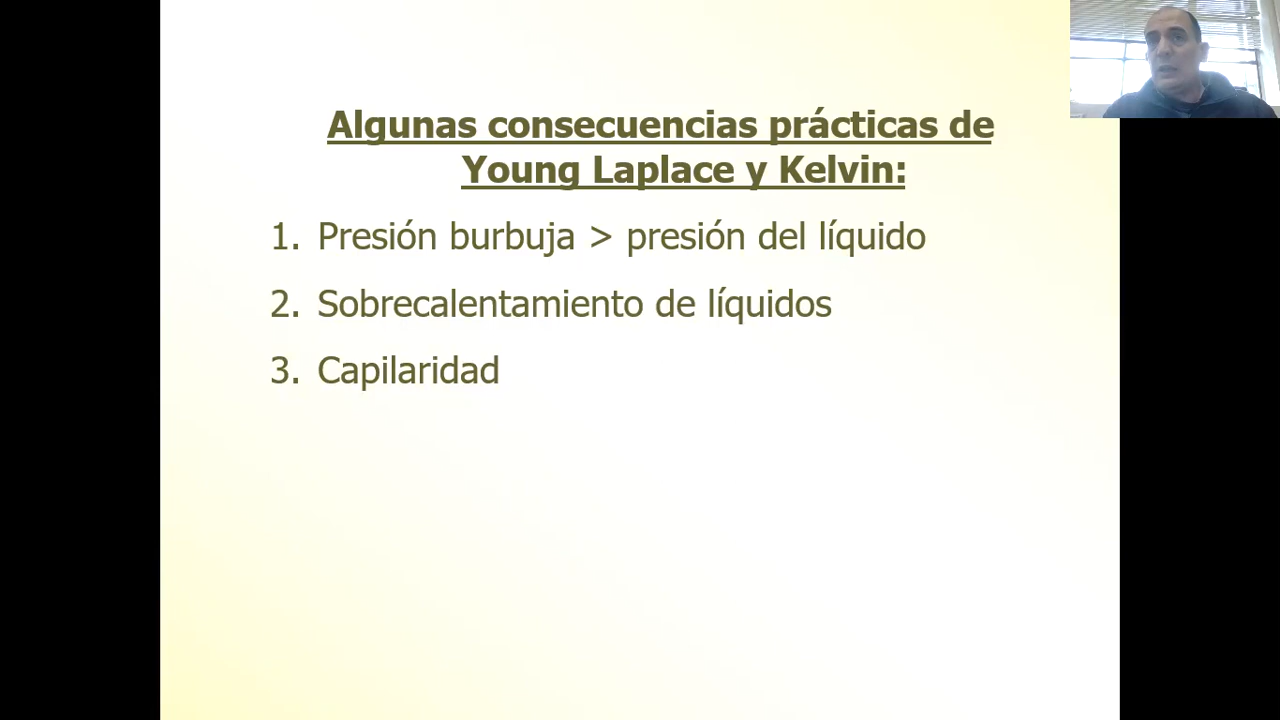 Algunas consecuencias prácticas de
Young Laplace y Kelvin:
1. Presión burbuja > presión del líquido
2. Sobrecalentamiento de líquidos
3. Capilaridad